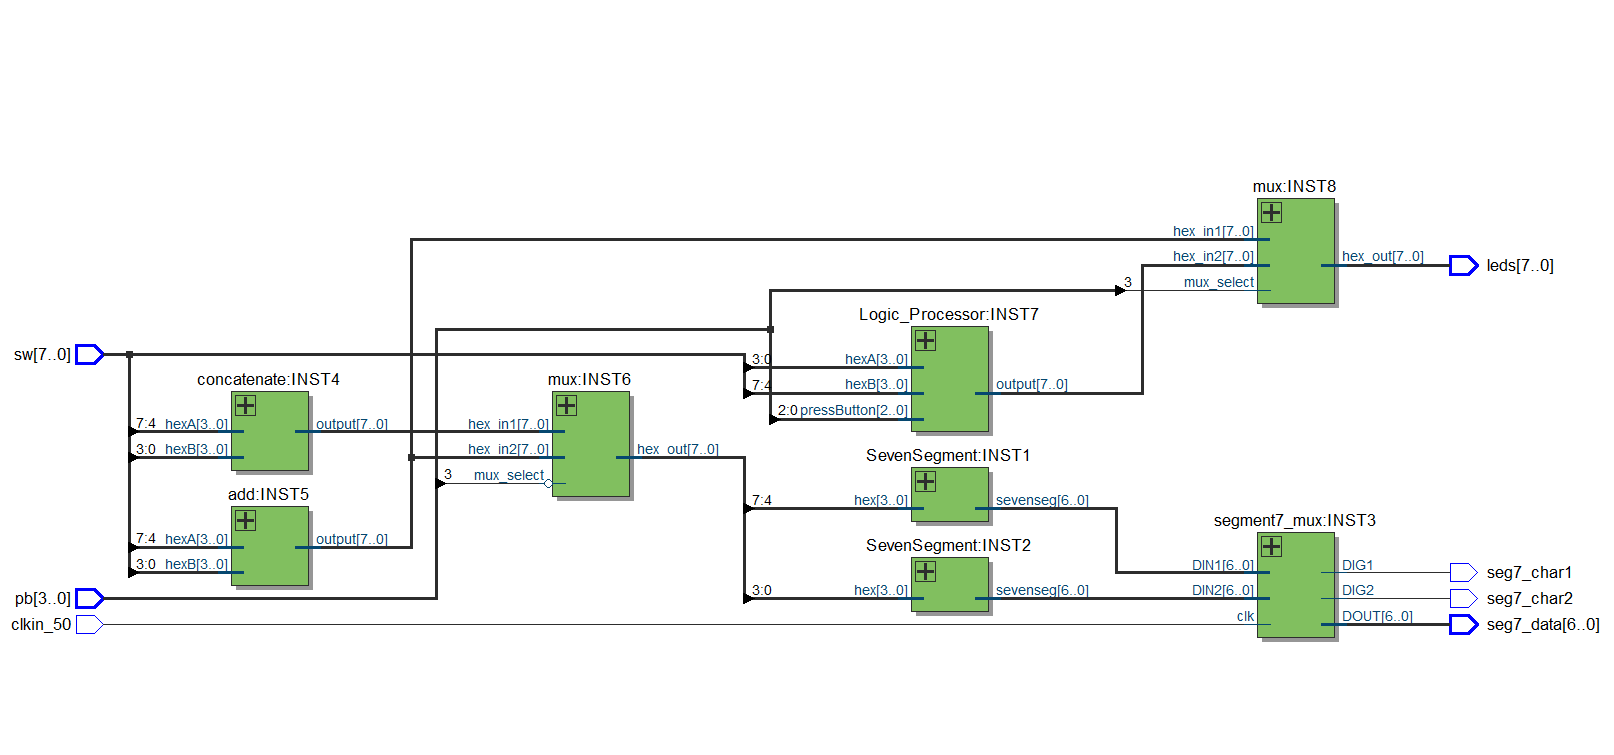 mux:INST8
hex_in1[7..0]
hex_in2[7..0]
hex_out[7..0]
leds[7..0]
3
mux_select
Logic_Processor:INST7
sw[7..0]
3:0
hexA[3..0]
concatenate:INST4
mux:INST6
7:4
hexB[3..0]
output[7..0]
2:0
pressButton[2..0]
7:4
hexA[3..0]
output[7..0]
hex_in1[7..0]
3:0
hexB[3..0]
hex_in2[7..0]
hex_out[7..0]
SevenSegment:INST1
3
mux_select
add:INST5
7:4
hex[3..0]
sevenseg[6..0]
segment7_mux:INST3
7:4
hexA[3..0]
output[7..0]
SevenSegment:INST2
3:0
hexB[3..0]
DIN1[6..0]
DIG1
seg7_char1
3:0
hex[3..0]
sevenseg[6..0]
DIN2[6..0]
DIG2
seg7_char2
pb[3..0]
clkin_50
clk
DOUT[6..0]
seg7_data[6..0]